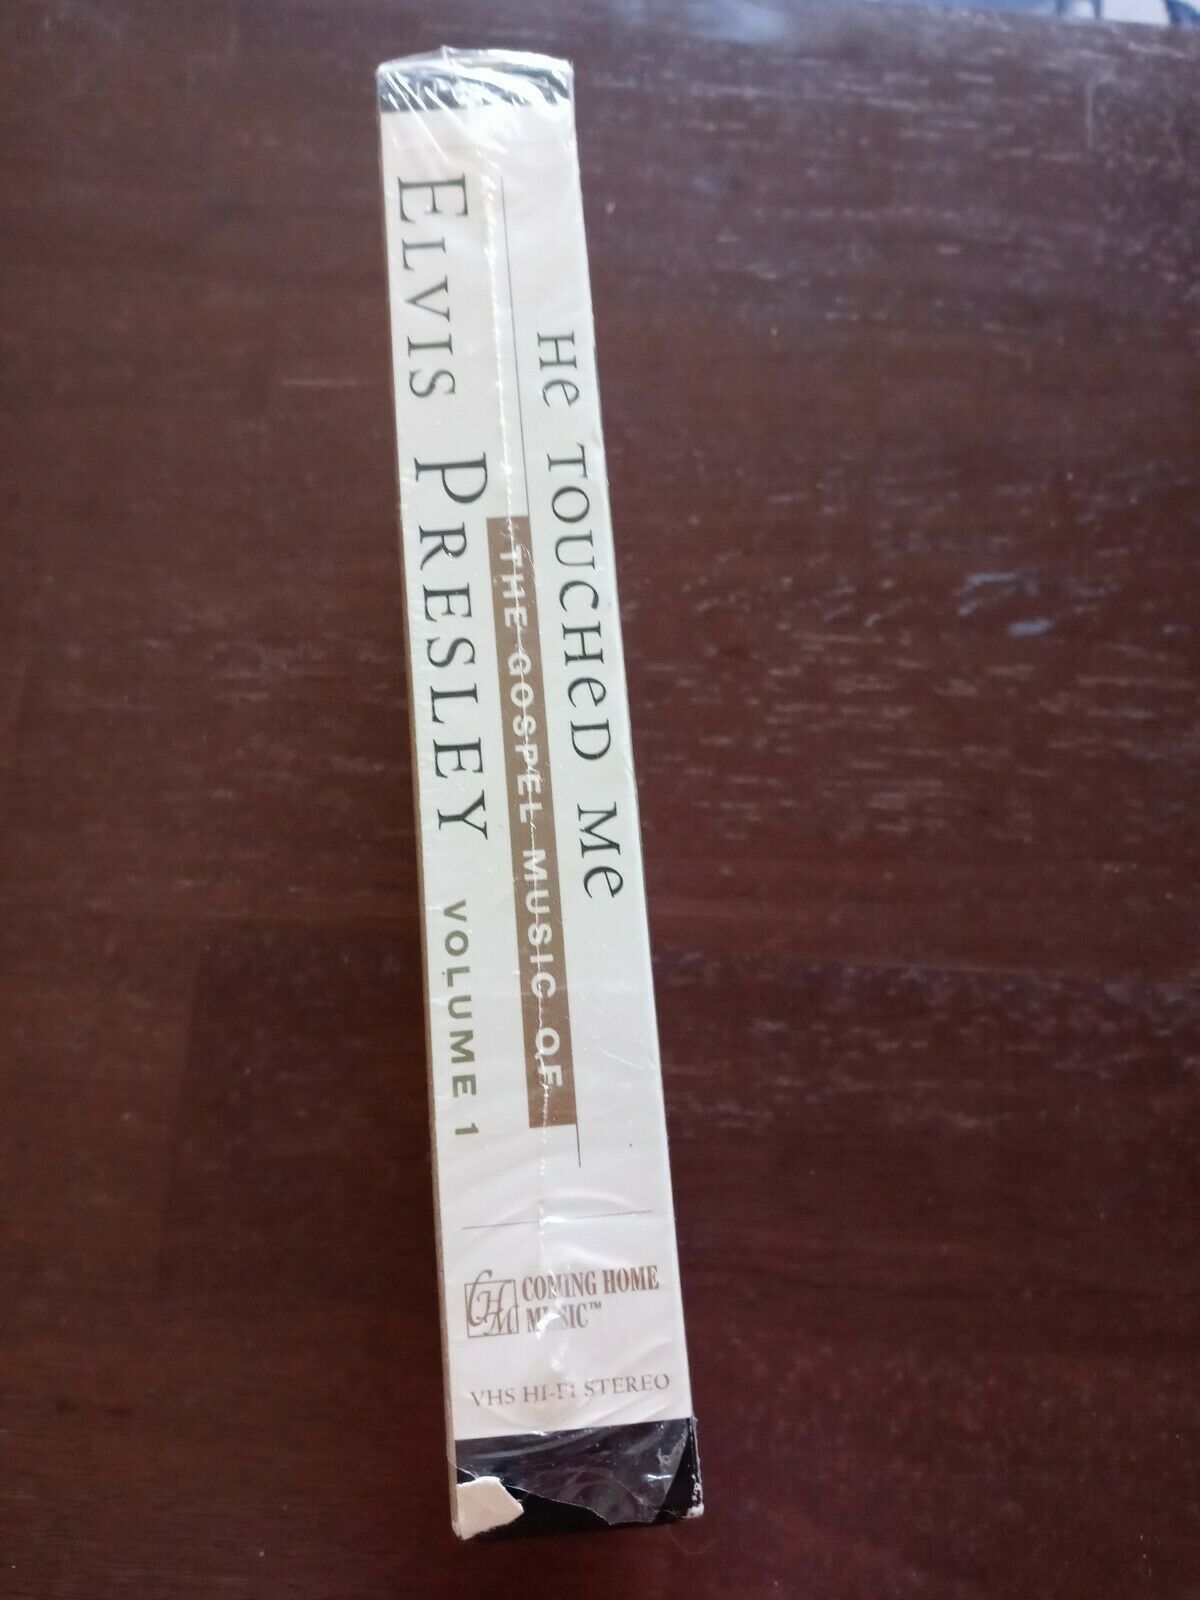 He TOUCHeD Me
THE GOSPEL MUSIC OF
ELVIS PRESLEY VOLUME 1
CHM
COMING HOME
MUSIC™
VHS HI-FI STEREO